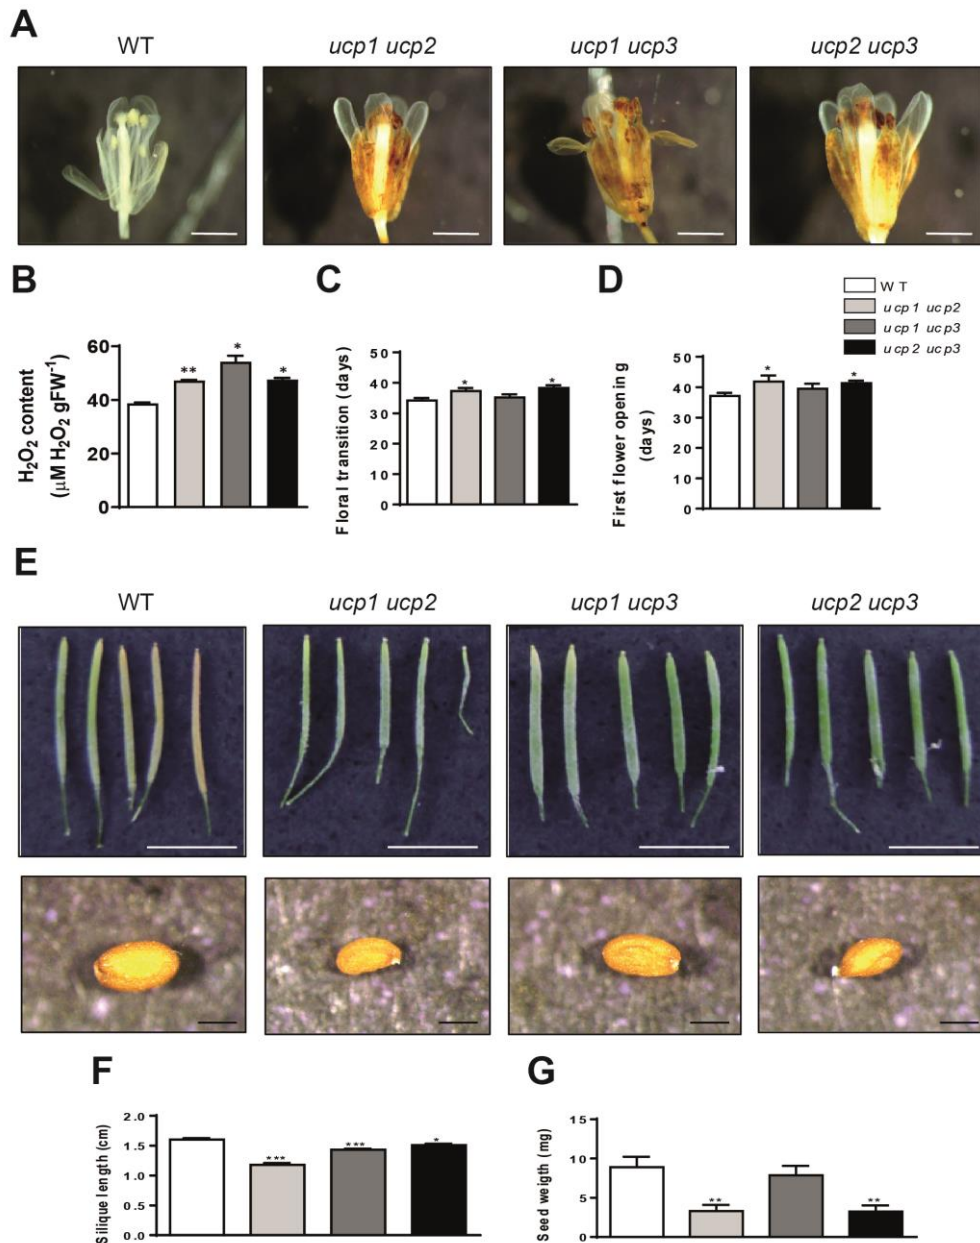 A
WT
ucp1 ucp2
ucp1 ucp3
ucp2 ucp3
B
C
D
WT
ucp1 ucp2
ucp1 ucp3
ucp2 ucp3
H₂O₂ content
(μM H₂O₂ gFW⁻¹)
60
40
20
0
**
*
*
Floral transition (days)
50
40
30
20
10
0
*
*
First flower opening
(days)
50
40
30
20
10
0
*
*
E
WT
ucp1 ucp2
ucp1 ucp3
ucp2 ucp3
F
G
Silique length (cm)
2.0
1.5
1.0
0.5
0.0
***
***
*
Seed weigth (mg)
15
10
5
0
**
**